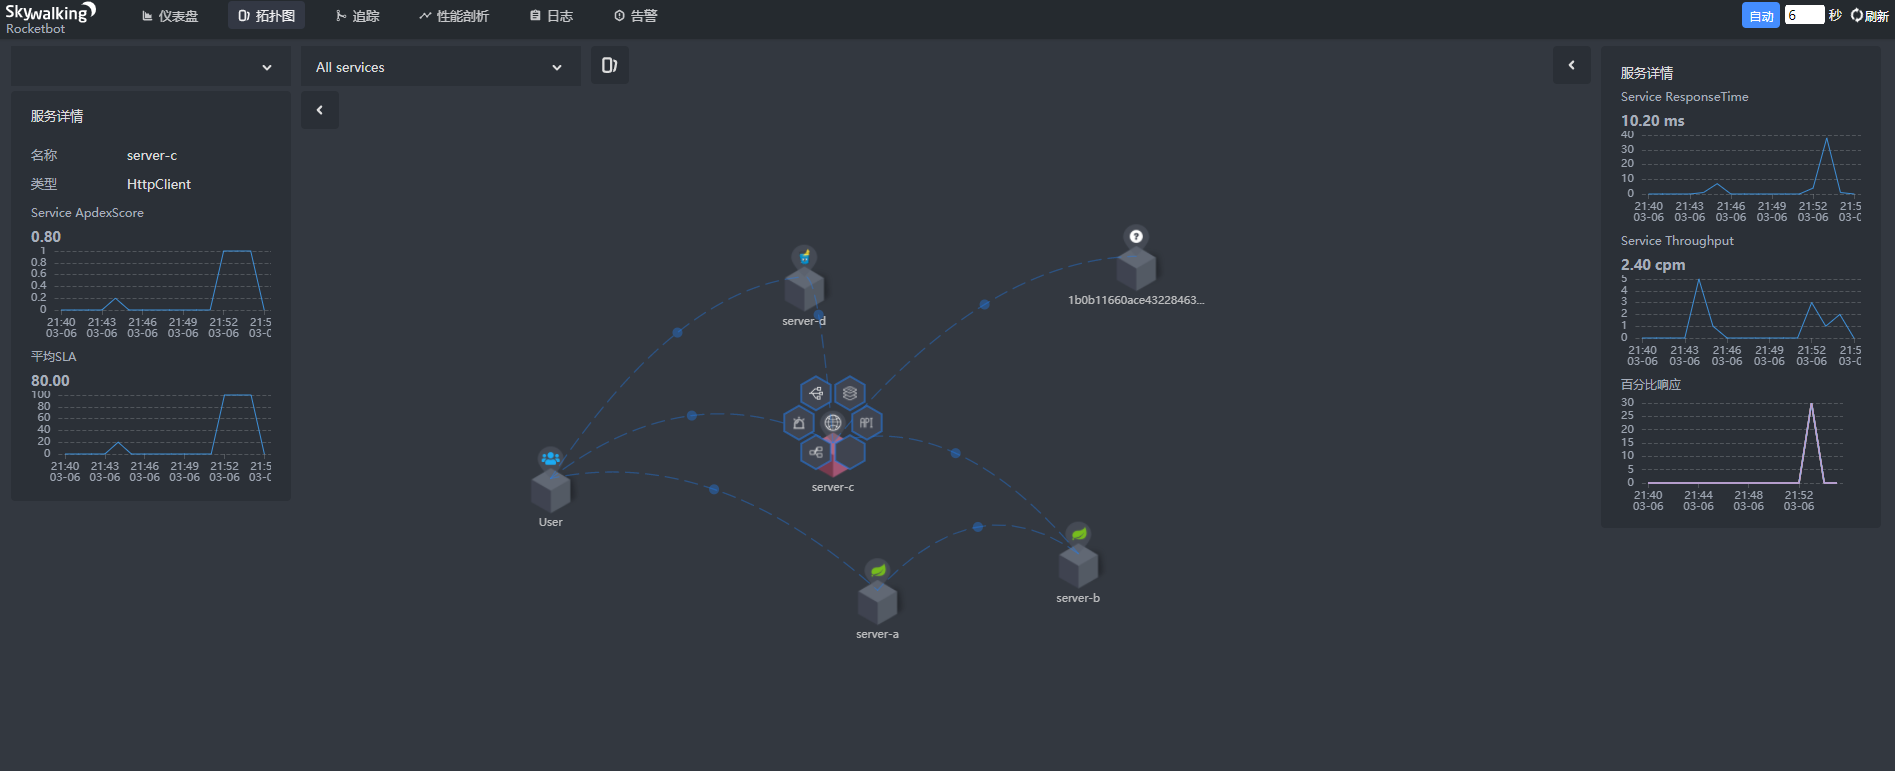 Skywalking
Rocketbot
仪表盘
拓扑图
追踪
性能剖析
日志
告警
自动
6
秒
刷新
All services
服务详情
名称 server-c
类型 HttpClient
Service ApdexScore
0.80
1
0.8
0.6
0.4
0.2
0
21:40 21:43 21:46 21:49 21:52 21:5
03-06 03-06 03-06 03-06 03-06 03-0
平均SLA
80.00
100
80
60
40
20
0
21:40 21:43 21:46 21:49 21:52 21:5
03-06 03-06 03-06 03-06 03-06 03-0
server-d
1b0b11660ace43228463...
API
server-c
User
server-b
server-a
服务详情
Service ResponseTime
10.20 ms
40
30
20
10
0
21:40 21:43 21:46 21:49 21:52 21:5
03-06 03-06 03-06 03-06 03-06 03-0
Service Throughput
2.40 cpm
5
4
3
2
1
0
21:40 21:43 21:46 21:49 21:52 21:5
03-06 03-06 03-06 03-06 03-06 03-0
百分比响应
30
25
20
15
10
5
0
21:40 21:44 21:48 21:52
03-06 03-06 03-06 03-06